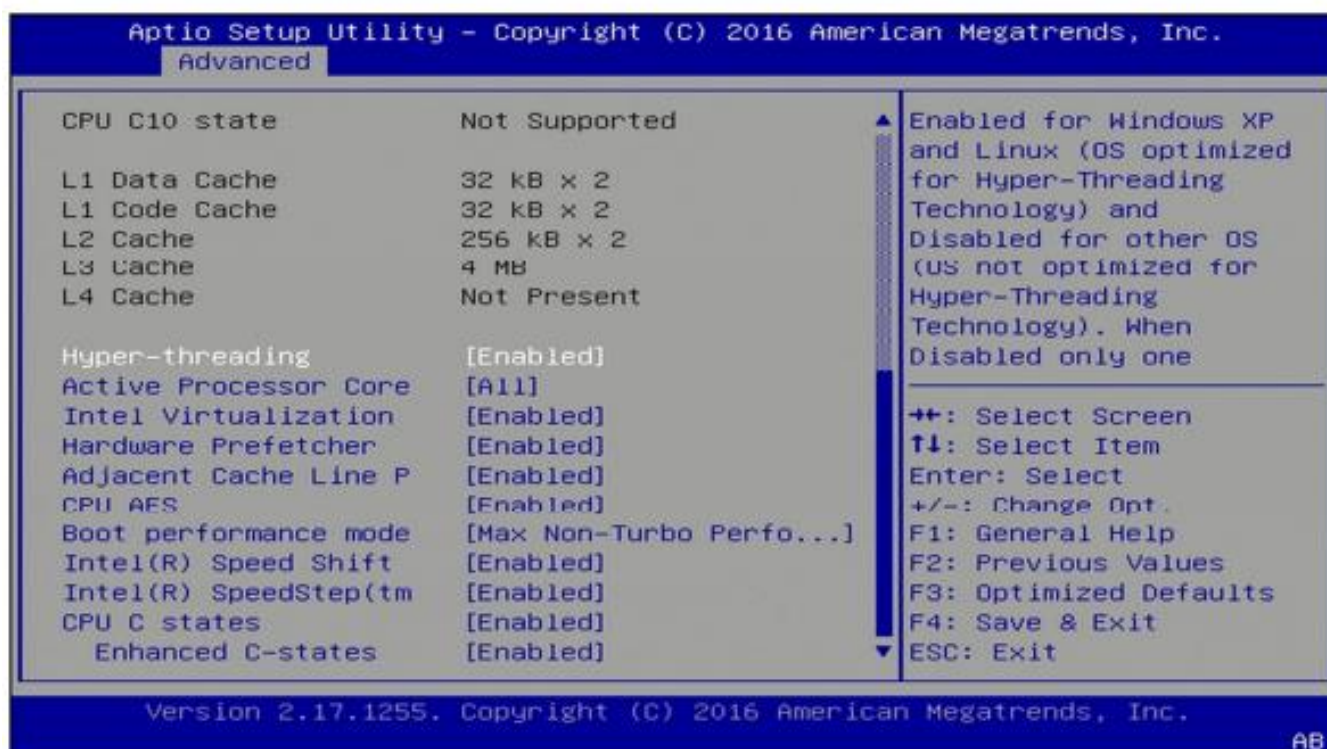 Aptio Setup Utility - Copyright (C) 2016 American Megatrends, Inc.
Advanced
CPU C10 state Not Supported
L1 Data Cache 32 kB x 2
L1 Code Cache 32 kB x 2
L2 Cache 256 kB x 2
L3 Cache 4 MB
L4 Cache Not Present
Hyper-threading [Enabled]
Active Processor Core [All]
Intel Virtualization [Enabled]
Hardware Prefetcher [Enabled]
Adjacent Cache Line P [Enabled]
CPU AES [Enabled]
Boot performance mode [Max Non-Turbo Perfo...]
Intel(R) Speed Shift [Enabled]
Intel(R) SpeedStep(tm [Enabled]
CPU C states [Enabled]
Enhanced C-states [Enabled]
Enabled for Windows XP
and Linux (OS optimized
for Hyper-Threading
Technology) and
Disabled for other OS
(OS not optimized for
Hyper-Threading
Technology). When
Disabled only one
→←: Select Screen
↑↓: Select Item
Enter: Select
+/-: Change Opt.
F1: General Help
F2: Previous Values
F3: Optimized Defaults
F4: Save & Exit
ESC: Exit
Version 2.17.1255. Copyright (C) 2016 American Megatrends, Inc.
AB